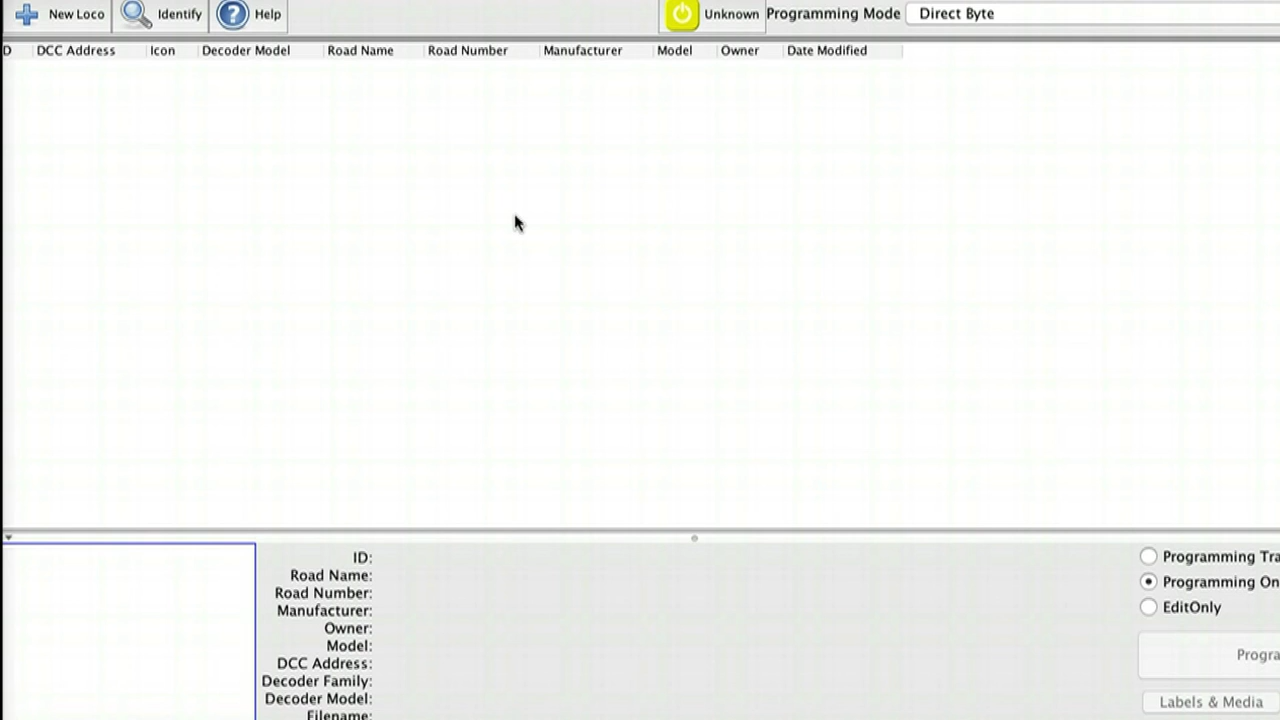 New Loco Identify Help Unknown Programming Mode Direct Byte
D DCC Address Icon Decoder Model Road Name Road Number Manufacturer Model Owner Date Modified
ID:
Road Name:
Road Number:
Manufacturer:
Owner:
Model:
DCC Address:
Decoder Family:
Decoder Model:
Filename:
Programming Tra
Programming On
EditOnly
Progra
Labels & Media